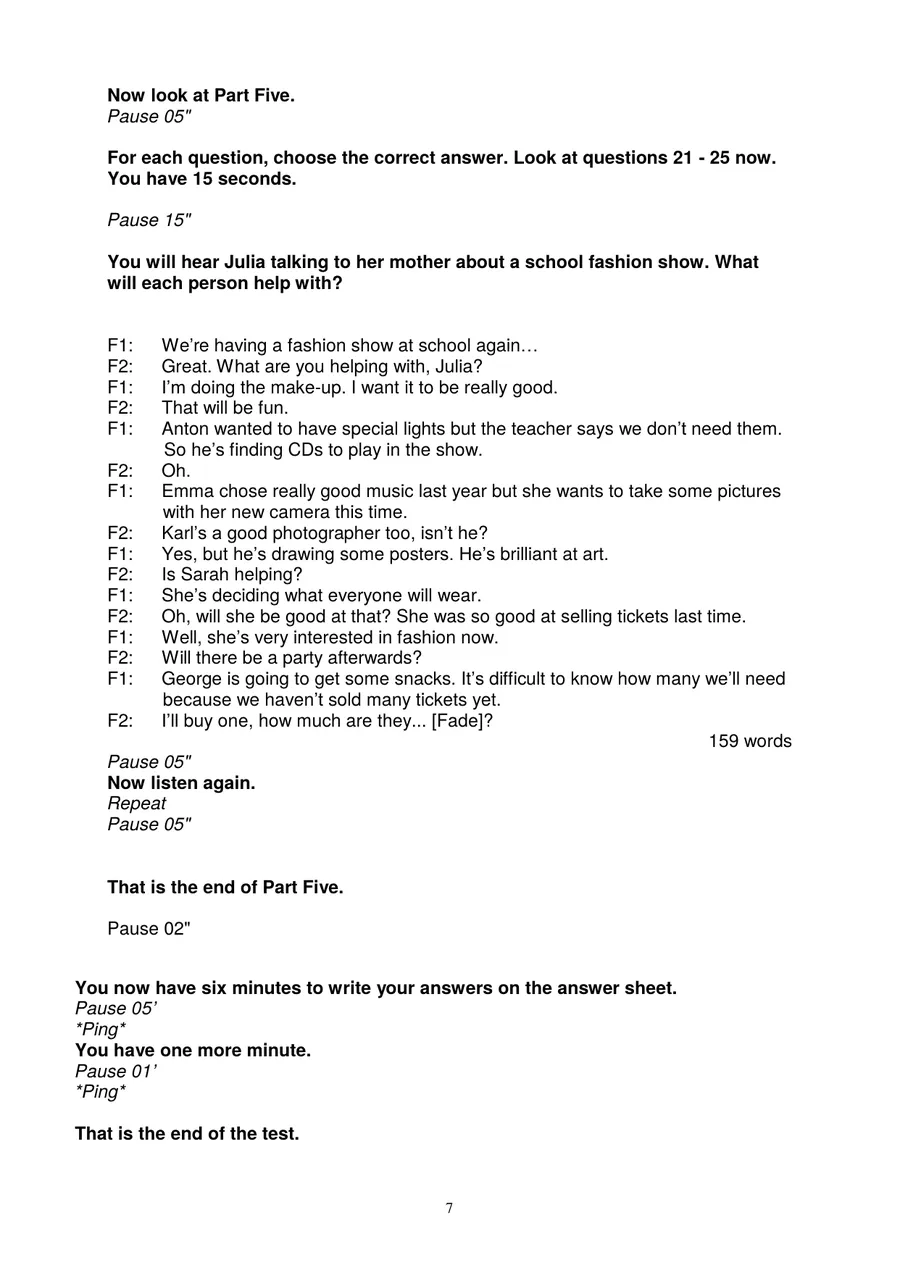 Now look at Part Five.
Pause 05"
For each question, choose the correct answer. Look at questions 21 - 25 now.
You have 15 seconds.
Pause 15"
You will hear Julia talking to her mother about a school fashion show. What
will each person help with?
F1: We’re having a fashion show at school again…
F2: Great. What are you helping with, Julia?
F1: I’m doing the make-up. I want it to be really good.
F2: That will be fun.
F1: Anton wanted to have special lights but the teacher says we don’t need them.
So he’s finding CDs to play in the show.
F2: Oh.
F1: Emma chose really good music last year but she wants to take some pictures
with her new camera this time.
F2: Karl’s a good photographer too, isn’t he?
F1: Yes, but he’s drawing some posters. He’s brilliant at art.
F2: Is Sarah helping?
F1: She’s deciding what everyone will wear.
F2: Oh, will she be good at that? She was so good at selling tickets last time.
F1: Well, she’s very interested in fashion now.
F2: Will there be a party afterwards?
F1: George is going to get some snacks. It’s difficult to know how many we’ll need
because we haven’t sold many tickets yet.
F2: I’ll buy one, how much are they... [Fade]?
159 words
Pause 05"
Now listen again.
Repeat
Pause 05"
That is the end of Part Five.
Pause 02"
You now have six minutes to write your answers on the answer sheet.
Pause 05’
*Ping*
You have one more minute.
Pause 01’
*Ping*
That is the end of the test.
7